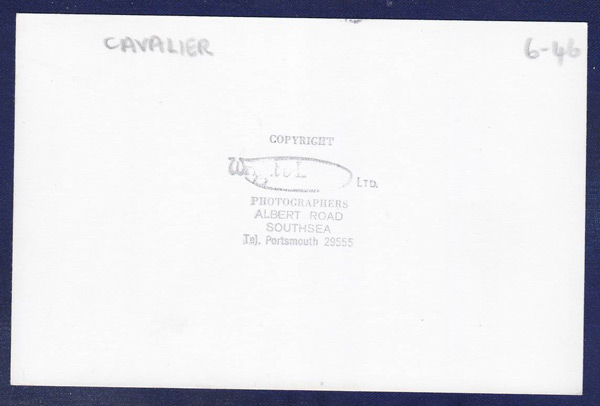 CAVALIER
6-46
COPYRIGHT
LTD.
PHOTOGRAPHERS
ALBERT ROAD
SOUTHSEA
Tel. Portsmouth 29555